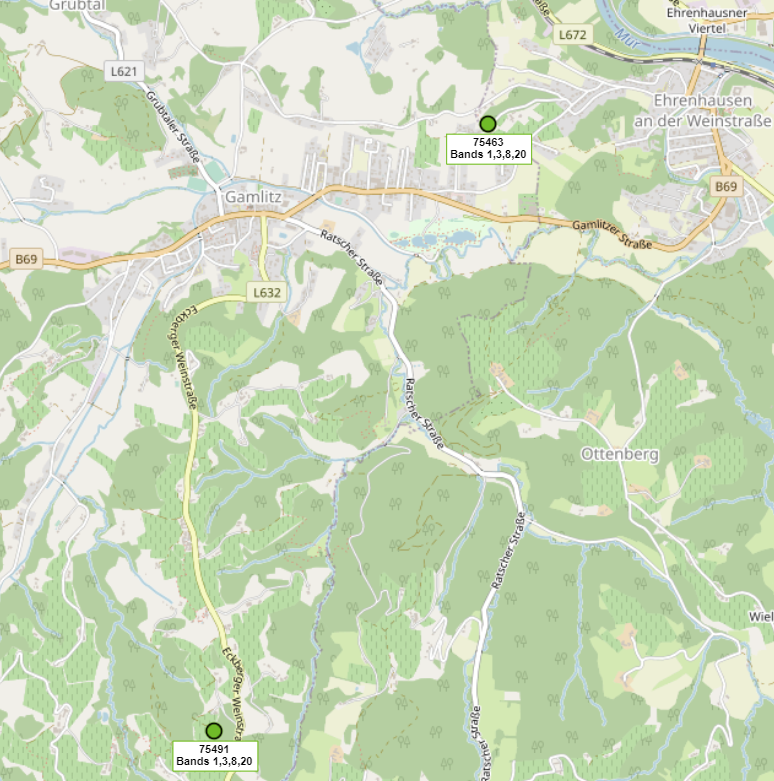 Grubtal
Ehrenhausner
Viertel
L672
Mur
L621
Grubtaler Straße
Ehrenhausen
an der Weinstraße
75463
Bands 1,3,8,20
B69
Gamlitz
Gamlitzer Straße
Ratscher Straße
B69
L632
Eckberger Weinstraße
Ratscher Straße
Ottenberg
Ratscher Straße
Eckberger Weinstra
Ratscher Straße
75491
Bands 1,3,8,20